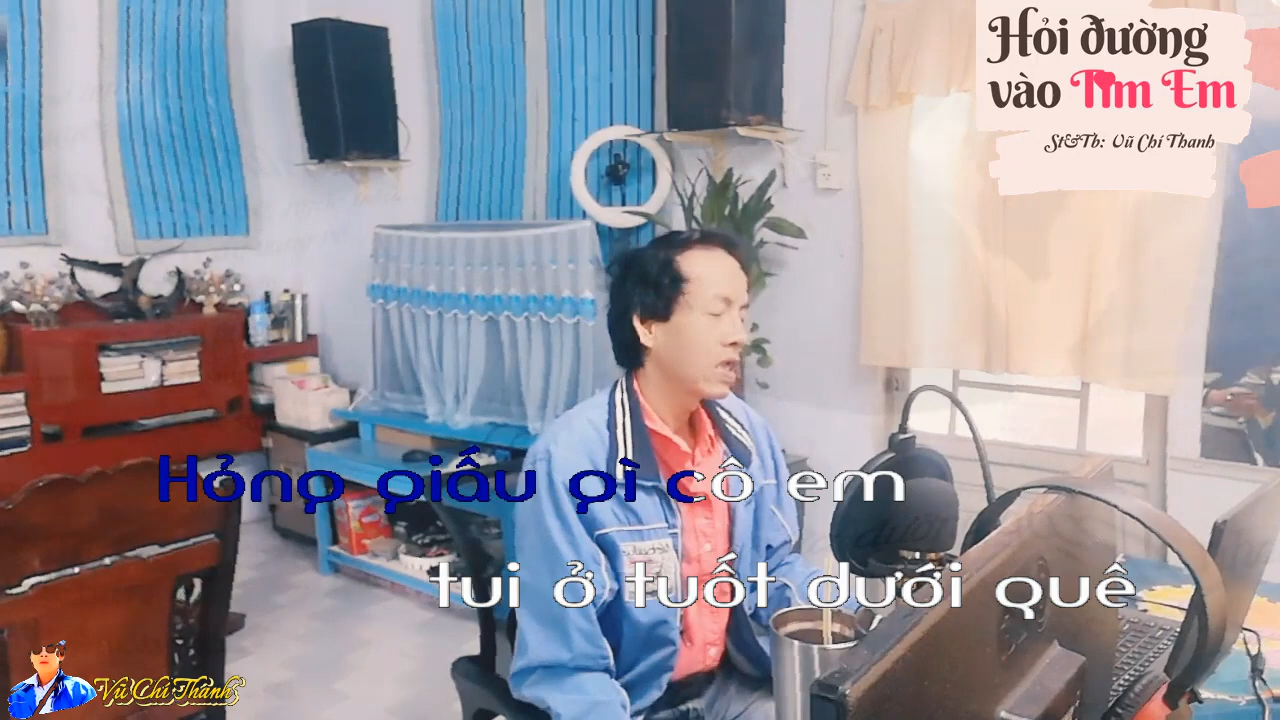 Hỏi đường
vào Tim Em
St&Tb: Vũ Chí Thanh
Hỏng giấu gì cô em
tui ở tuốt dưới quê
Vũ Chí Thanh